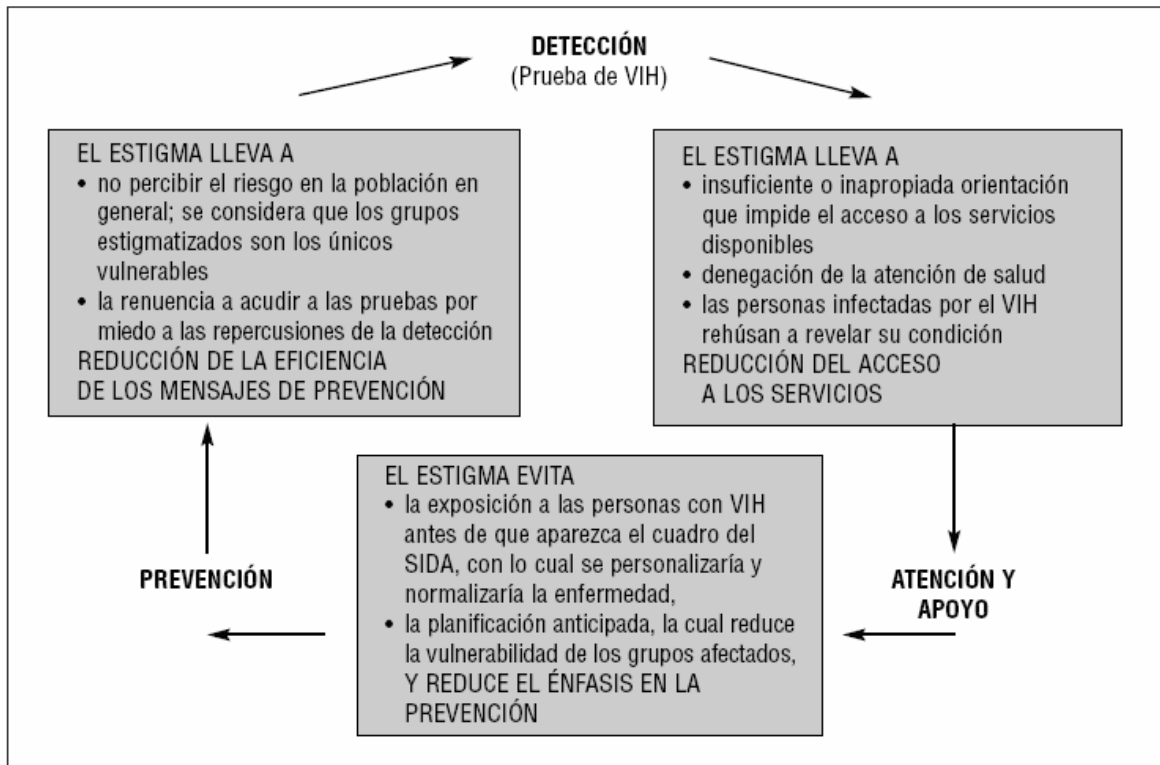 DETECCIÓN
(Prueba de VIH)
EL ESTIGMA LLEVA A
• no percibir el riesgo en la población en
general; se considera que los grupos
estigmatizados son los únicos
vulnerables
• la renuencia a acudir a las pruebas por
miedo a las repercusiones de la detección
REDUCCIÓN DE LA EFICIENCIA
DE LOS MENSAJES DE PREVENCIÓN
EL ESTIGMA LLEVA A
• insuficiente o inapropiada orientación
que impide el acceso a los servicios
disponibles
• denegación de la atención de salud
• las personas infectadas por el VIH
rehúsan a revelar su condición
REDUCCIÓN DEL ACCESO
A LOS SERVICIOS
EL ESTIGMA EVITA
• la exposición a las personas con VIH
antes de que aparezca el cuadro del
SIDA, con lo cual se personalizaría y
normalizaría la enfermedad,
• la planificación anticipada, la cual reduce
la vulnerabilidad de los grupos afectados,
Y REDUCE EL ÉNFASIS EN LA
PREVENCIÓN
PREVENCIÓN
ATENCIÓN Y
APOYO